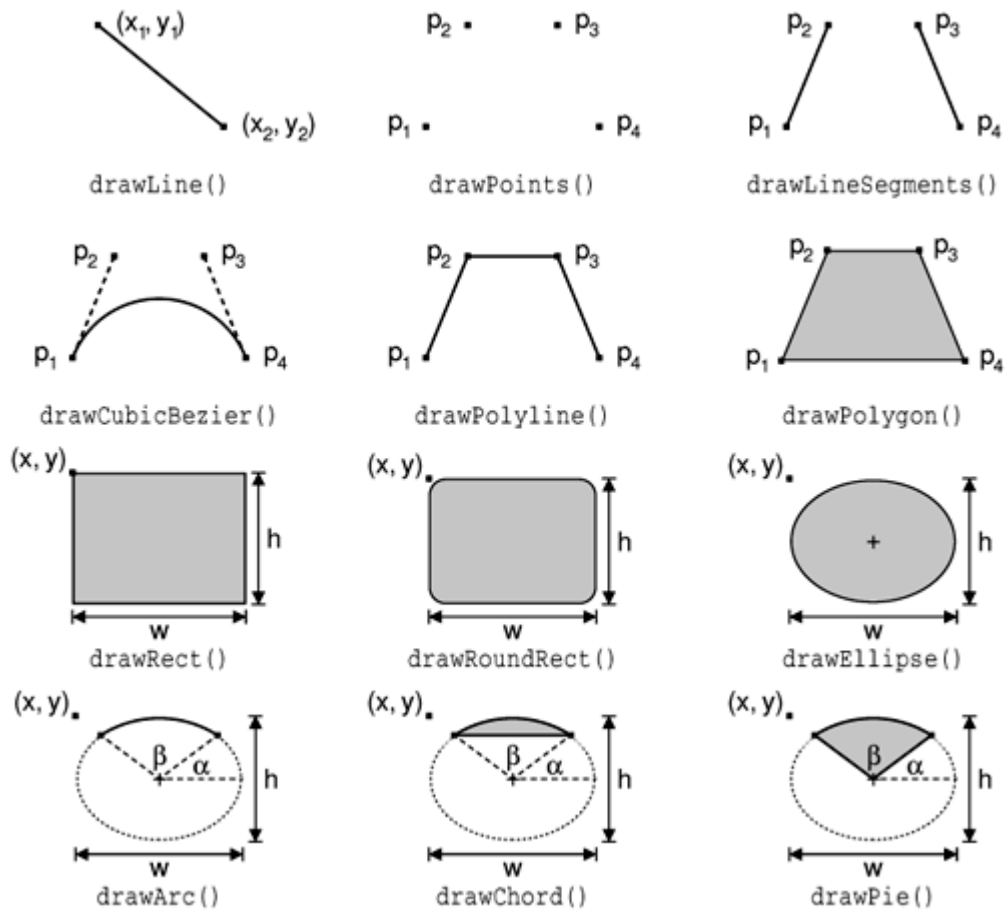 (x₁, y₁)
(x₂, y₂)
drawLine()
p₂ p₃
p₁ p₄
drawPoints()
p₂ p₃
p₁ p₄
drawLineSegments()
p₂ p₃
p₁ p₄
drawCubicBezier()
p₂ p₃
p₁ p₄
drawPolyline()
p₂ p₃
p₁ p₄
drawPolygon()
(x, y)
h
w
drawRect()
(x, y)
h
w
drawRoundRect()
(x, y)
h
w
drawEllipse()
(x, y)
β
α
h
w
drawArc()
(x, y)
β
α
h
w
drawChord()
(x, y)
β
α
h
w
drawPie()